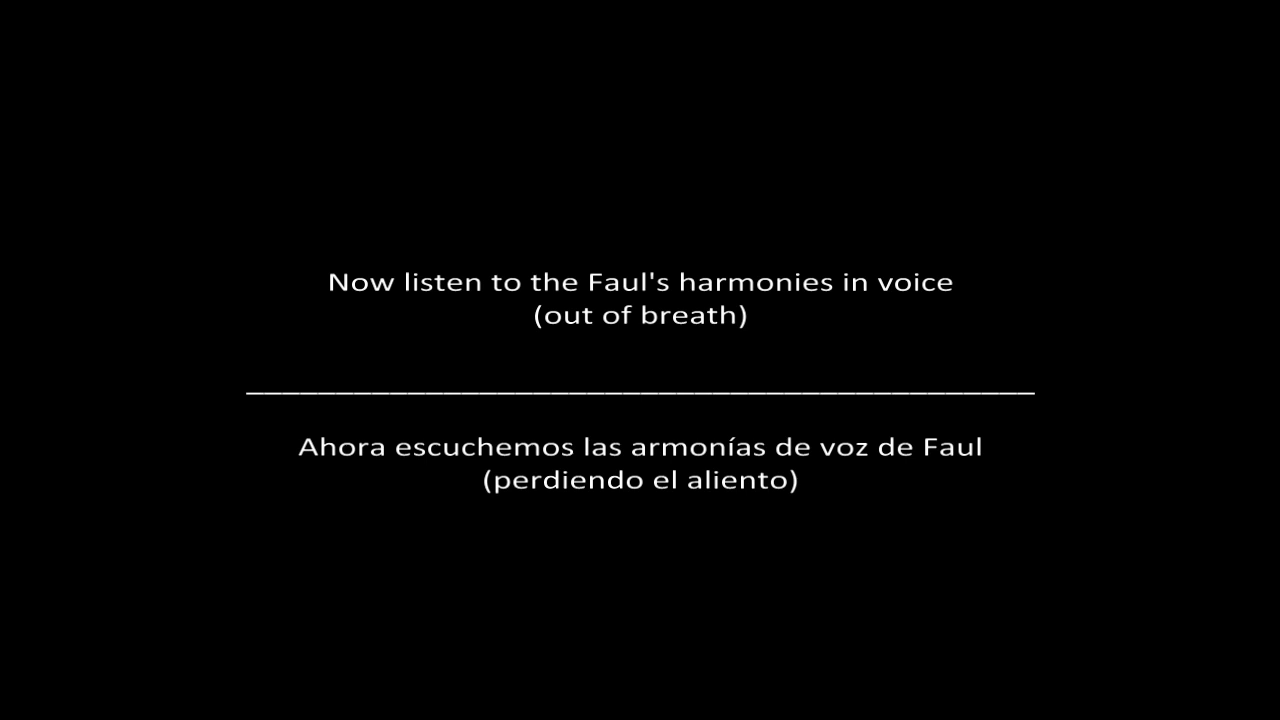 Now listen to the Faul's harmonies in voice
(out of breath)
Ahora escuchemos las armonías de voz de Faul
(perdiendo el aliento)